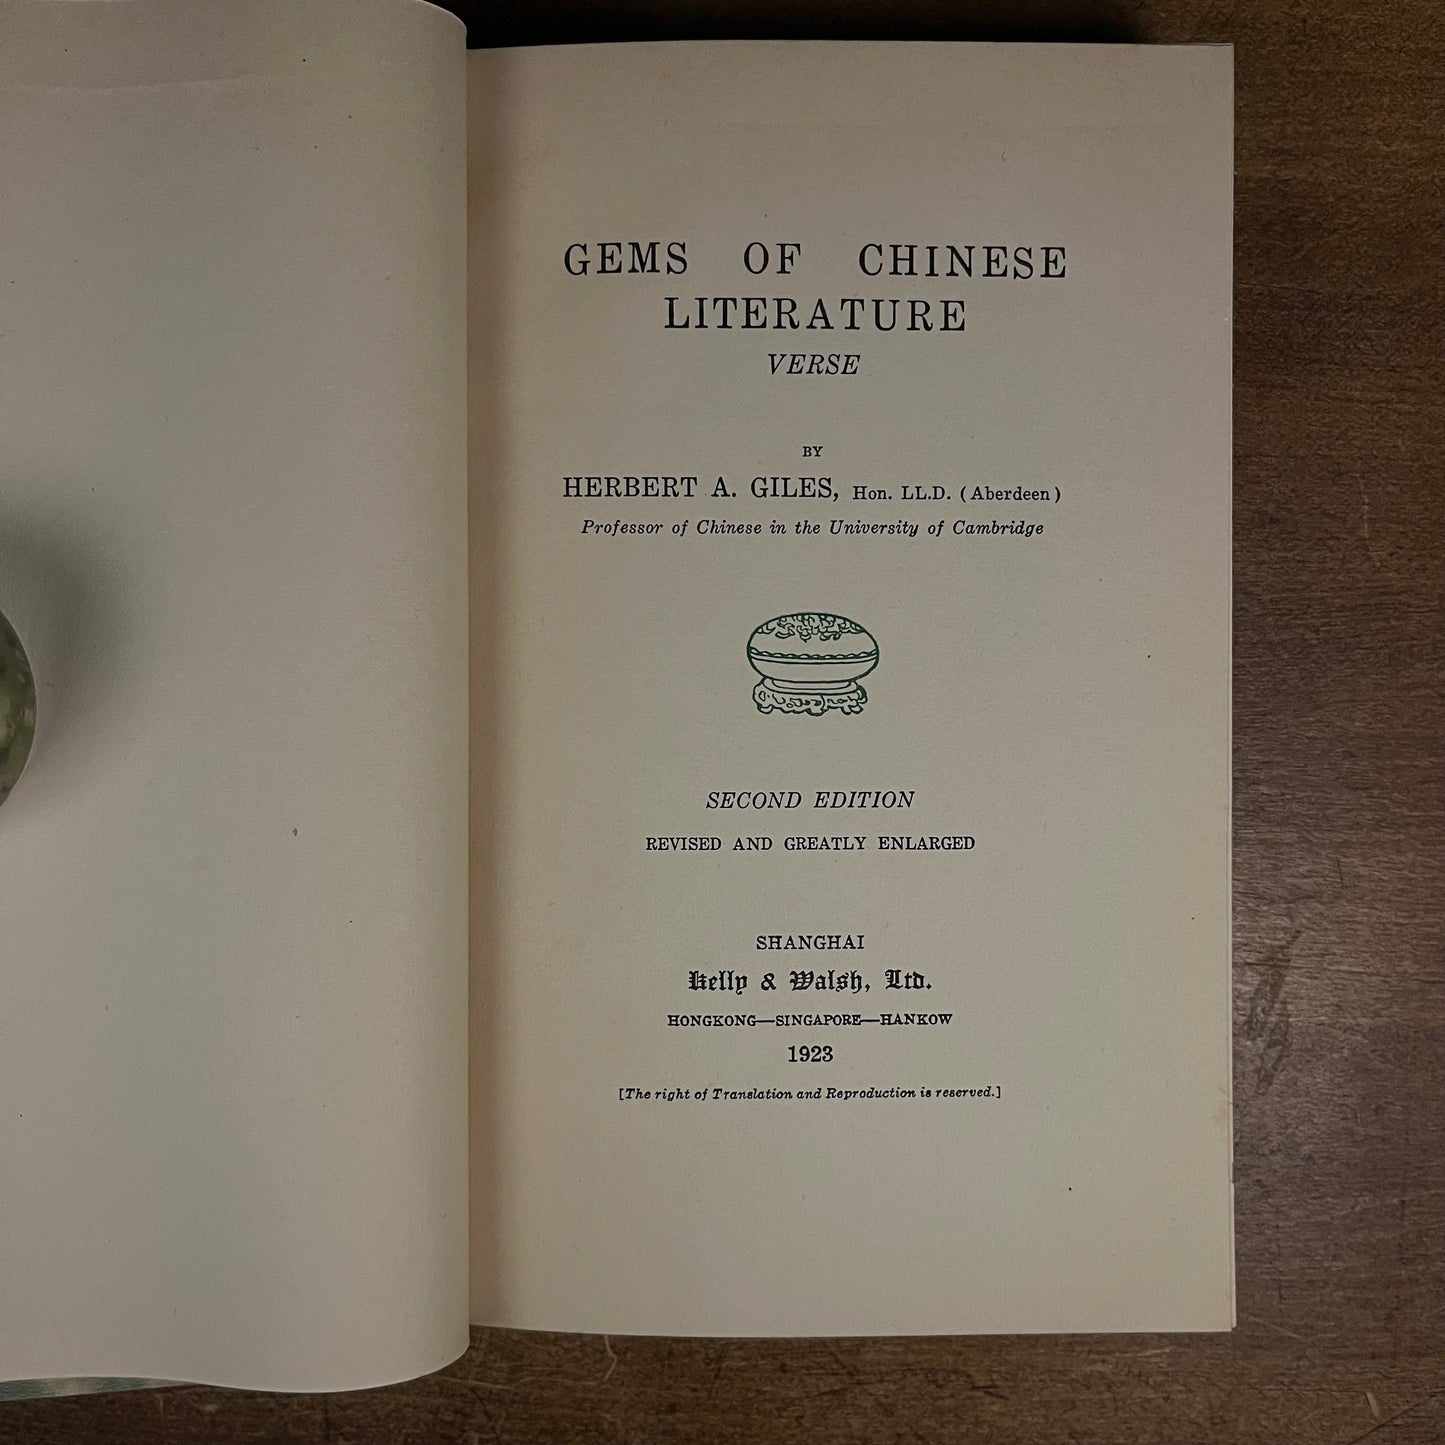 GEMS OF CHINESE
LITERATURE
VERSE
BY
HERBERT A. GILES, Hon. LL.D. (Aberdeen)
Professor of Chinese in the University of Cambridge
SECOND EDITION
REVISED AND GREATLY ENLARGED
SHANGHAI
Kelly & Walsh, Ltd.
HONGKONG—SINGAPORE—HANKOW
1923
[The right of Translation and Reproduction is reserved.]